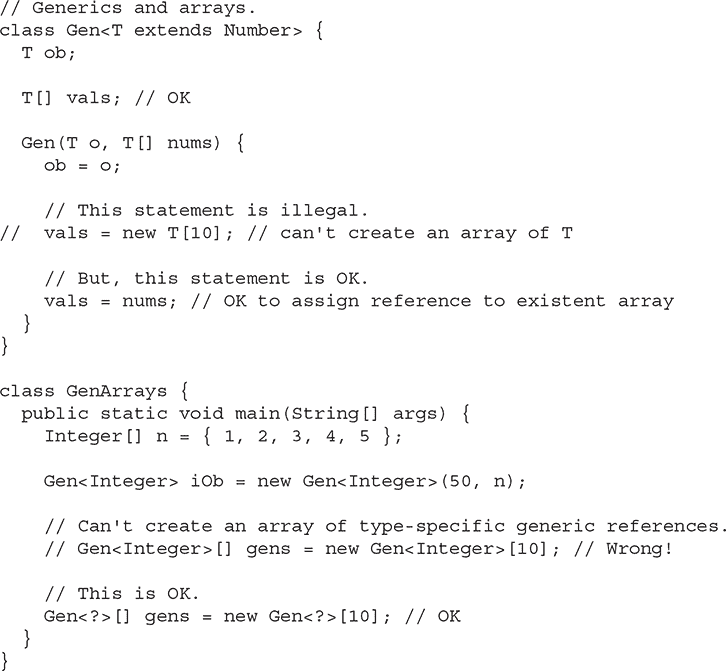 // Generics and arrays.
class Gen<T extends Number> {
  T ob;

  T[] vals; // OK

  Gen(T o, T[] nums) {
    ob = o;

    // This statement is illegal.
//  vals = new T[10]; // can't create an array of T

    // But, this statement is OK.
    vals = nums; // OK to assign reference to existent array
  }
}

class GenArrays {
  public static void main(String[] args) {
    Integer[] n = { 1, 2, 3, 4, 5 };

    Gen<Integer> iOb = new Gen<Integer>(50, n);

    // Can't create an array of type-specific generic references.
    // Gen<Integer>[] gens = new Gen<Integer>[10]; // Wrong!

    // This is OK.
    Gen<?>[] gens = new Gen<?>[10]; // OK
  }
}